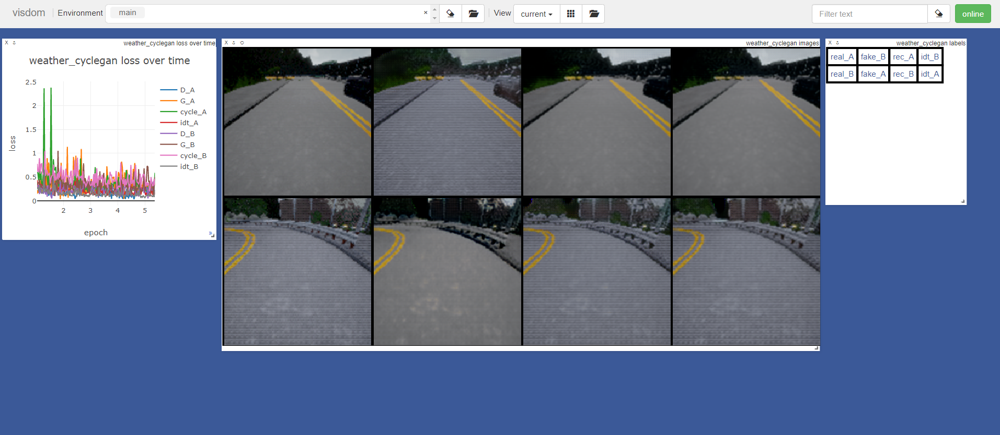 visdom Environment main × View current Filter text online
X weather_cyclegan loss over time
weather_cyclegan loss over time
2.5
2
1.5
1
0.5
0
loss
2 3 4 5
epoch
D_A
G_A
cycle_A
idt_A
D_B
G_B
cycle_B
idt_B
»
X weather_cyclegan images
X weather_cyclegan labels
real_A fake_B rec_A idt_B
real_B fake_A rec_B idt_A